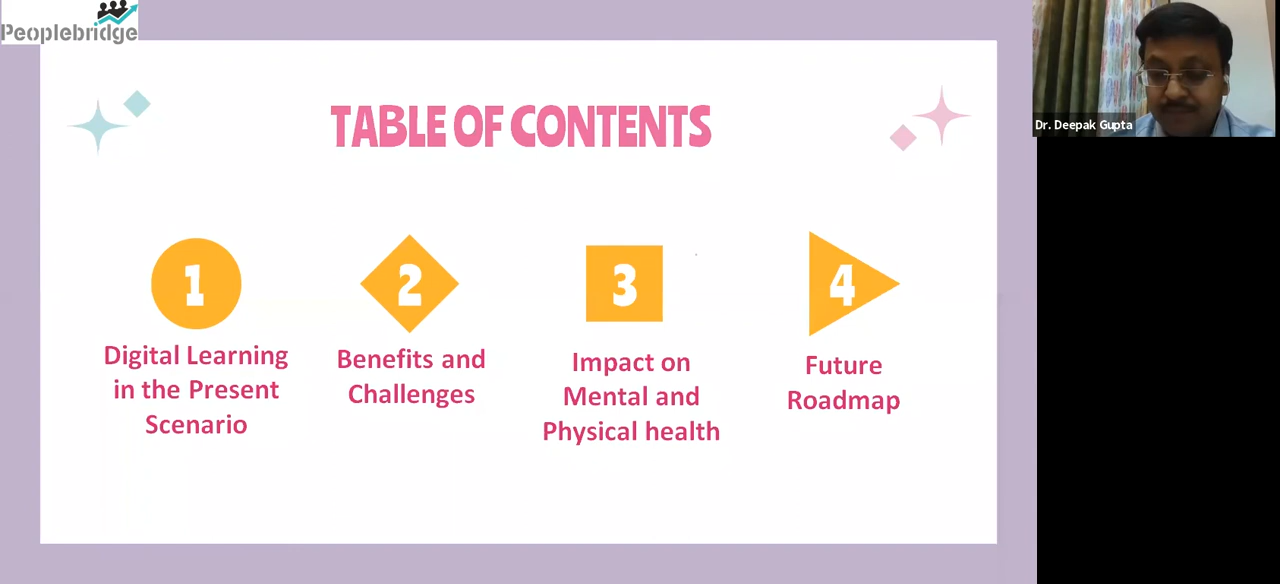 Peoplebridge
Dr. Deepak Gupta
TABLE OF CONTENTS
1
Digital Learning
in the Present
Scenario
2
Benefits and
Challenges
3
Impact on
Mental and
Physical health
4
Future
Roadmap